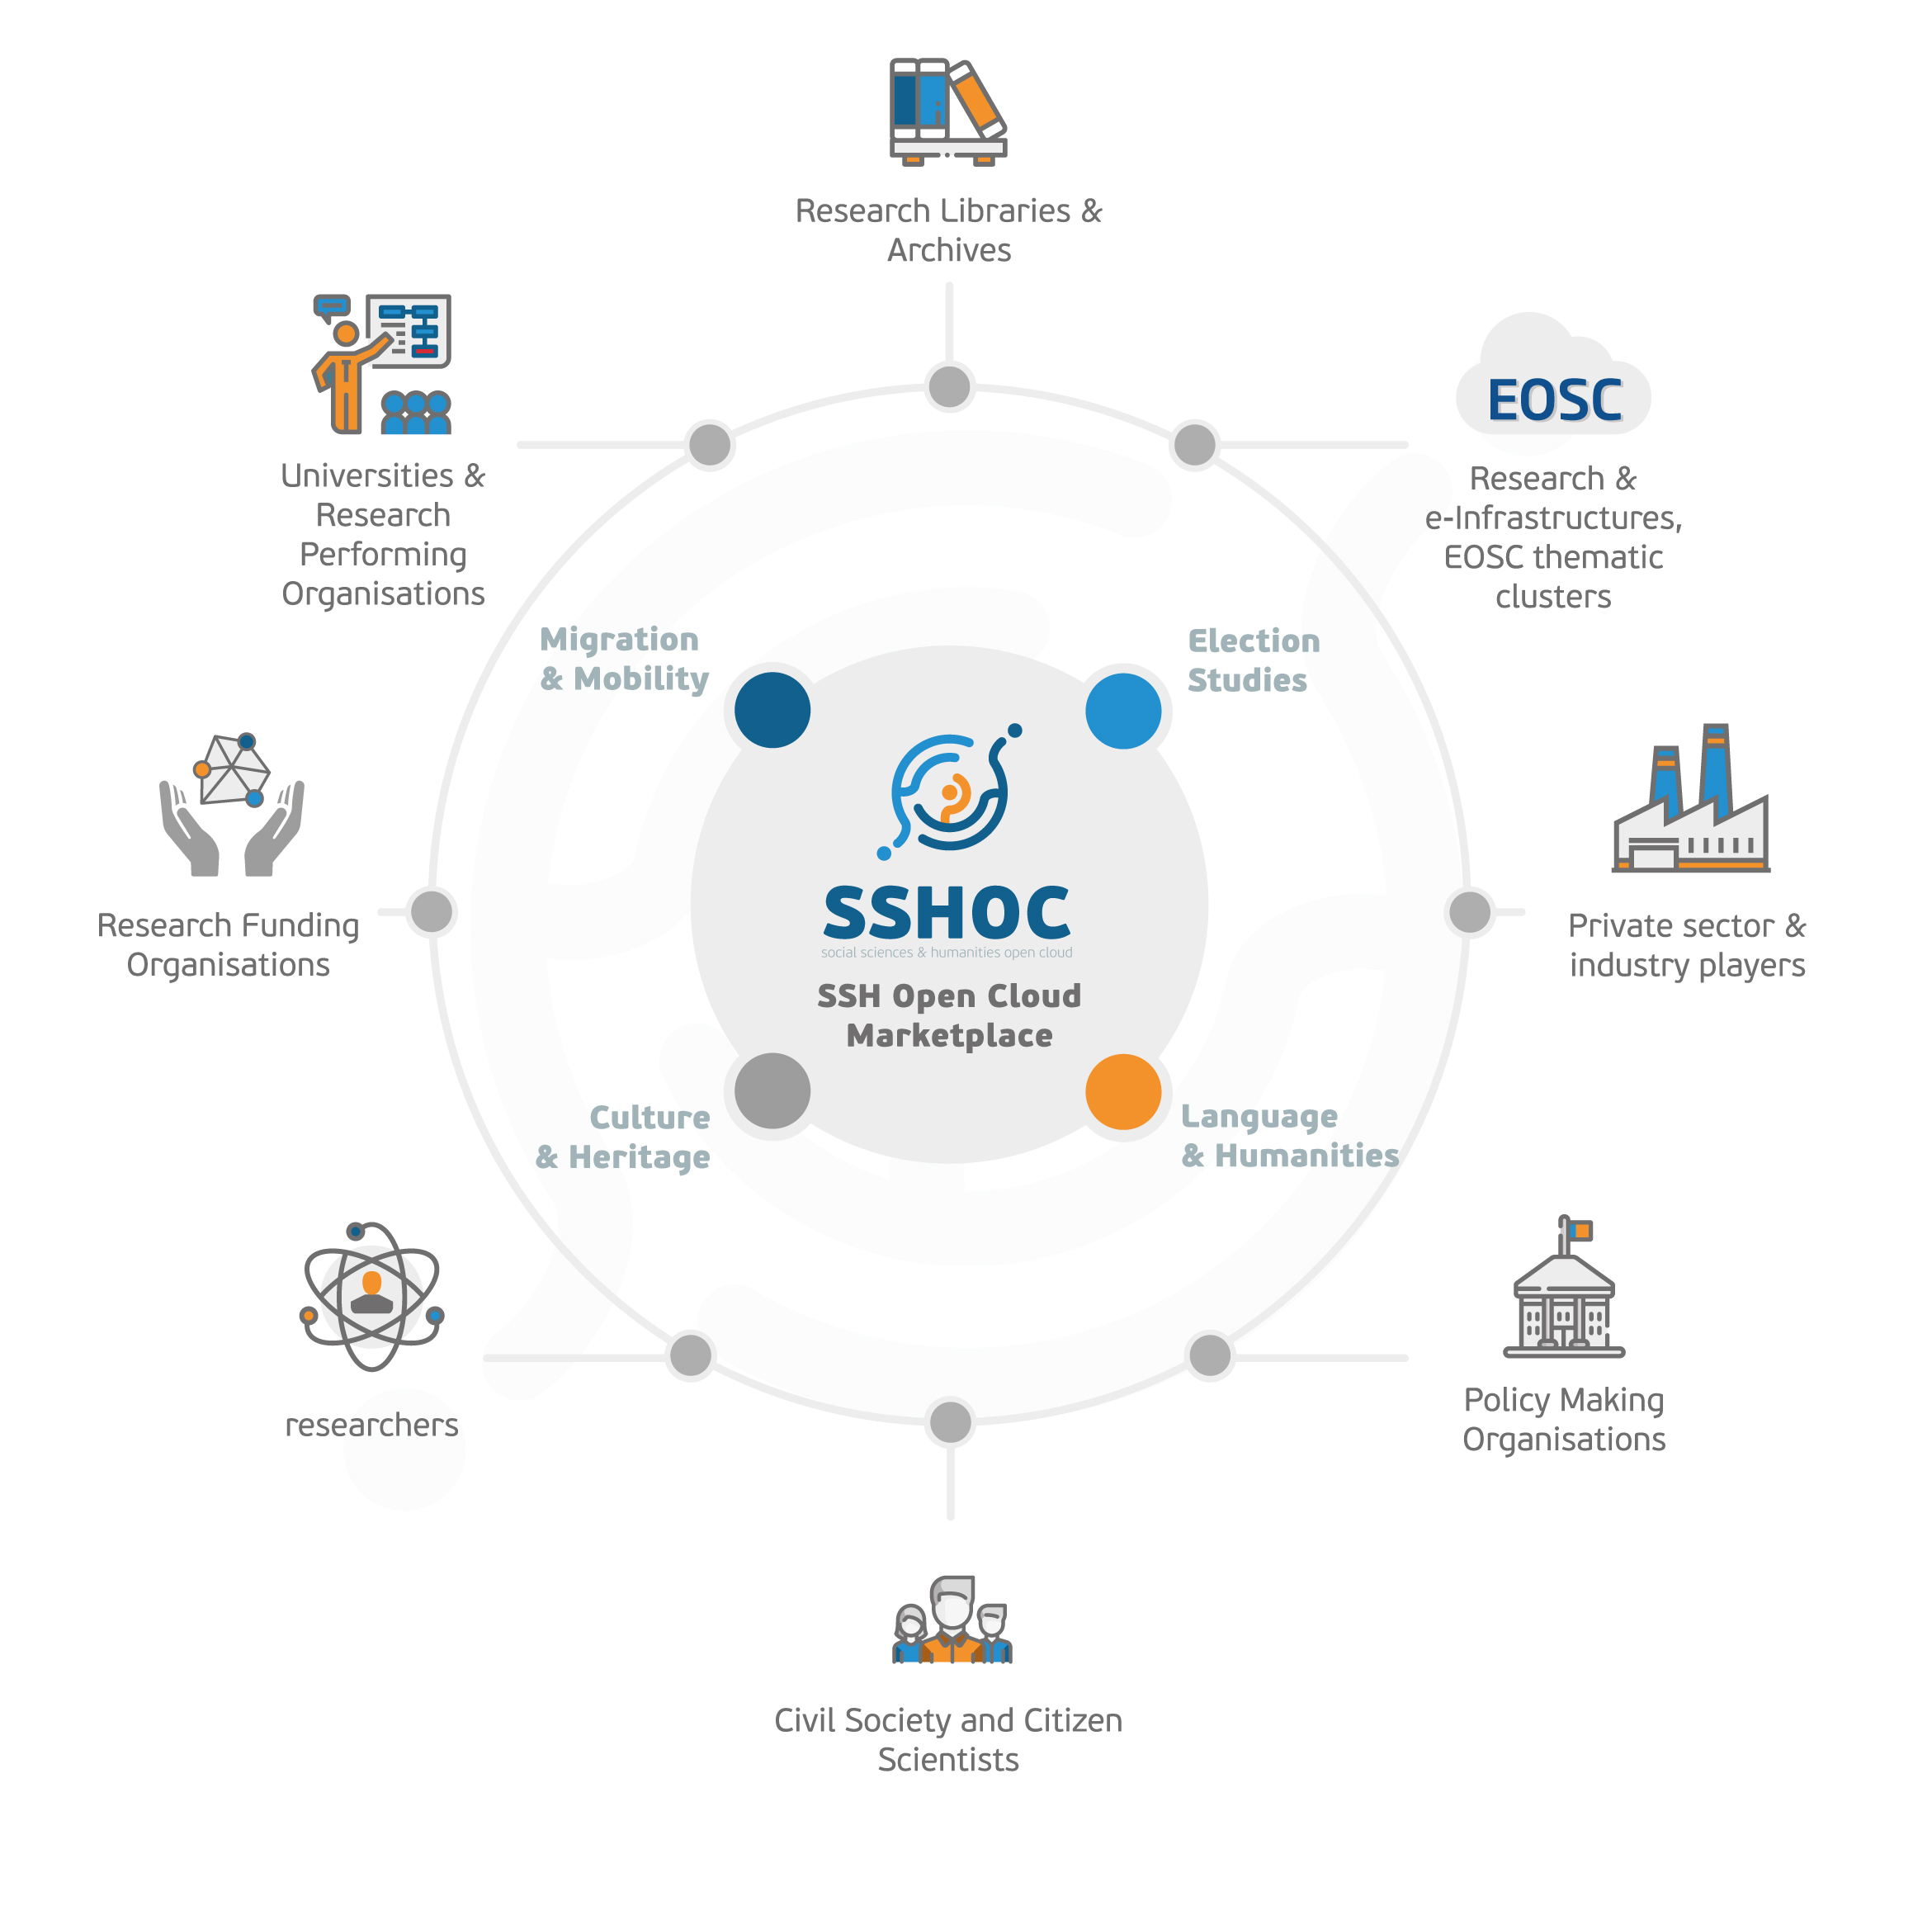 Research Libraries &
Archives
EOSC
Universities &
Research
Performing
Organisations
Research &
e-Infrastructures,
EOSC thematic
clusters
Migration
& Mobility
Election
Studies
SSHOC
social sciences & humanities open cloud
SSH Open Cloud
Marketplace
Research Funding
Organisations
Private sector &
industry players
Culture
& Heritage
Language
& Humanities
researchers
Policy Making
Organisations
Civil Society and Citizen
Scientists